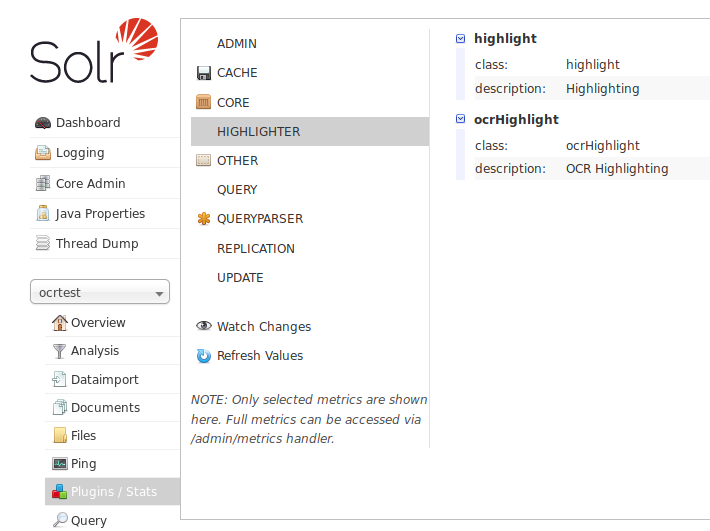 Solr
Dashboard
Logging
Core Admin
Java Properties
Thread Dump
ocrtest
Overview
Analysis
Dataimport
Documents
Files
Ping
Plugins / Stats
Query
ADMIN
CACHE
CORE
HIGHLIGHTER
OTHER
QUERY
QUERYPARSER
REPLICATION
UPDATE
Watch Changes
Refresh Values
NOTE: Only selected metrics are shown
here. Full metrics can be accessed via
/admin/metrics handler.
highlight
class: highlight
description: Highlighting
ocrHighlight
class: ocrHighlight
description: OCR Highlighting